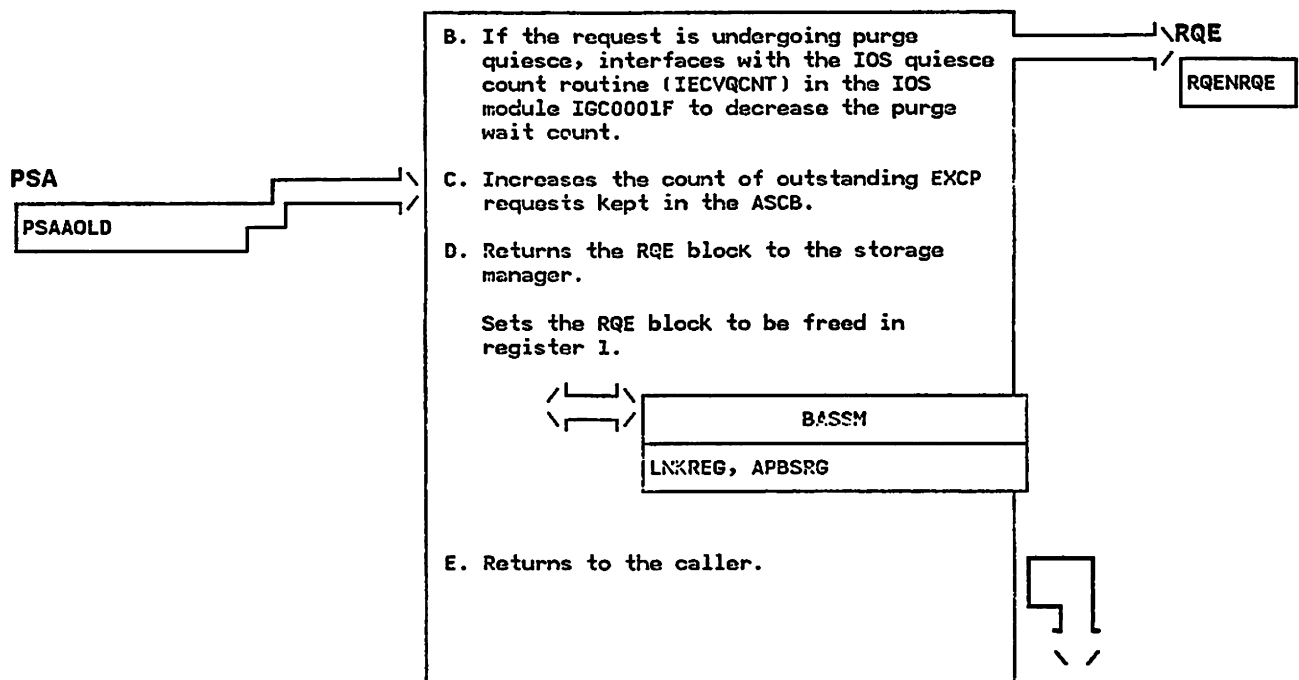 B. If the request is undergoing purge
quiesce, interfaces with the IOS quiesce
count routine (IECVQCNT) in the IOS
module IGC0001F to decrease the purge
wait count.
RQE
RQENRQE
PSA
PSAAOLD
C. Increases the count of outstanding EXCP
requests kept in the ASCB.
D. Returns the RQE block to the storage
manager.
Sets the RQE block to be freed in
register 1.
BASSM
LNKREG, APBSRG
E. Returns to the caller.